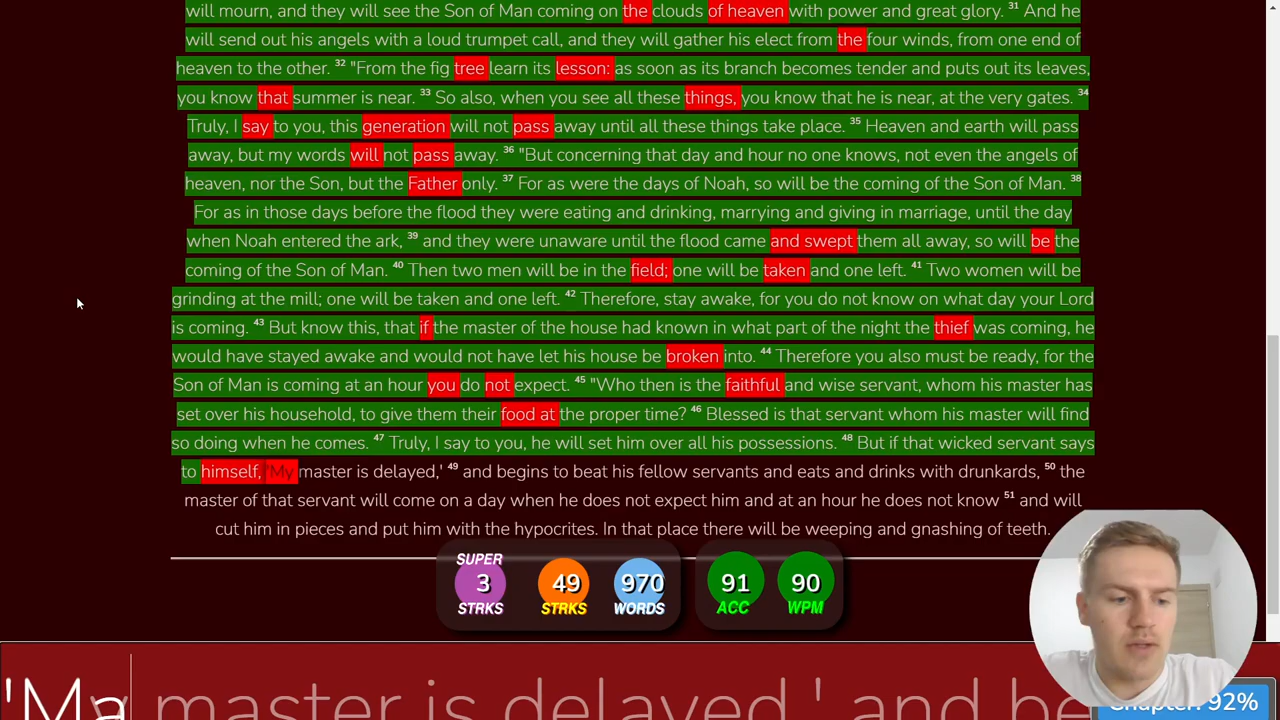 will mourn, and they will see the Son of Man coming on the clouds of heaven with power and great glory. 31 And he
will send out his angels with a loud trumpet call, and they will gather his elect from the four winds, from one end of
heaven to the other. 32 "From the fig tree learn its lesson: as soon as its branch becomes tender and puts out its leaves,
you know that summer is near. 33 So also, when you see all these things, you know that he is near, at the very gates. 34
Truly, I say to you, this generation will not pass away until all these things take place. 35 Heaven and earth will pass
away, but my words will not pass away. 36 "But concerning that day and hour no one knows, not even the angels of
heaven, nor the Son, but the Father only. 37 For as were the days of Noah, so will be the coming of the Son of Man. 38
For as in those days before the flood they were eating and drinking, marrying and giving in marriage, until the day
when Noah entered the ark, 39 and they were unaware until the flood came and swept them all away, so will be the
coming of the Son of Man. 40 Then two men will be in the field; one will be taken and one left. 41 Two women will be
grinding at the mill; one will be taken and one left. 42 Therefore, stay awake, for you do not know on what day your Lord
is coming. 43 But know this, that if the master of the house had known in what part of the night the thief was coming, he
would have stayed awake and would not have let his house be broken into. 44 Therefore you also must be ready, for the
Son of Man is coming at an hour you do not expect. 45 "Who then is the faithful and wise servant, whom his master has
set over his household, to give them their food at the proper time? 46 Blessed is that servant whom his master will find
so doing when he comes. 47 Truly, I say to you, he will set him over all his possessions. 48 But if that wicked servant says
to himself, 'My master is delayed,' 49 and begins to beat his fellow servants and eats and drinks with drunkards, 50 the
master of that servant will come on a day when he does not expect him and at an hour he does not know 51 and will
cut him in pieces and put him with the hypocrites. In that place there will be weeping and gnashing of teeth.
SUPER
3 49 970 91 90
STRKS STRKS WORDS ACC WPM
'May master is delayed,' and be
Chapter: 92%